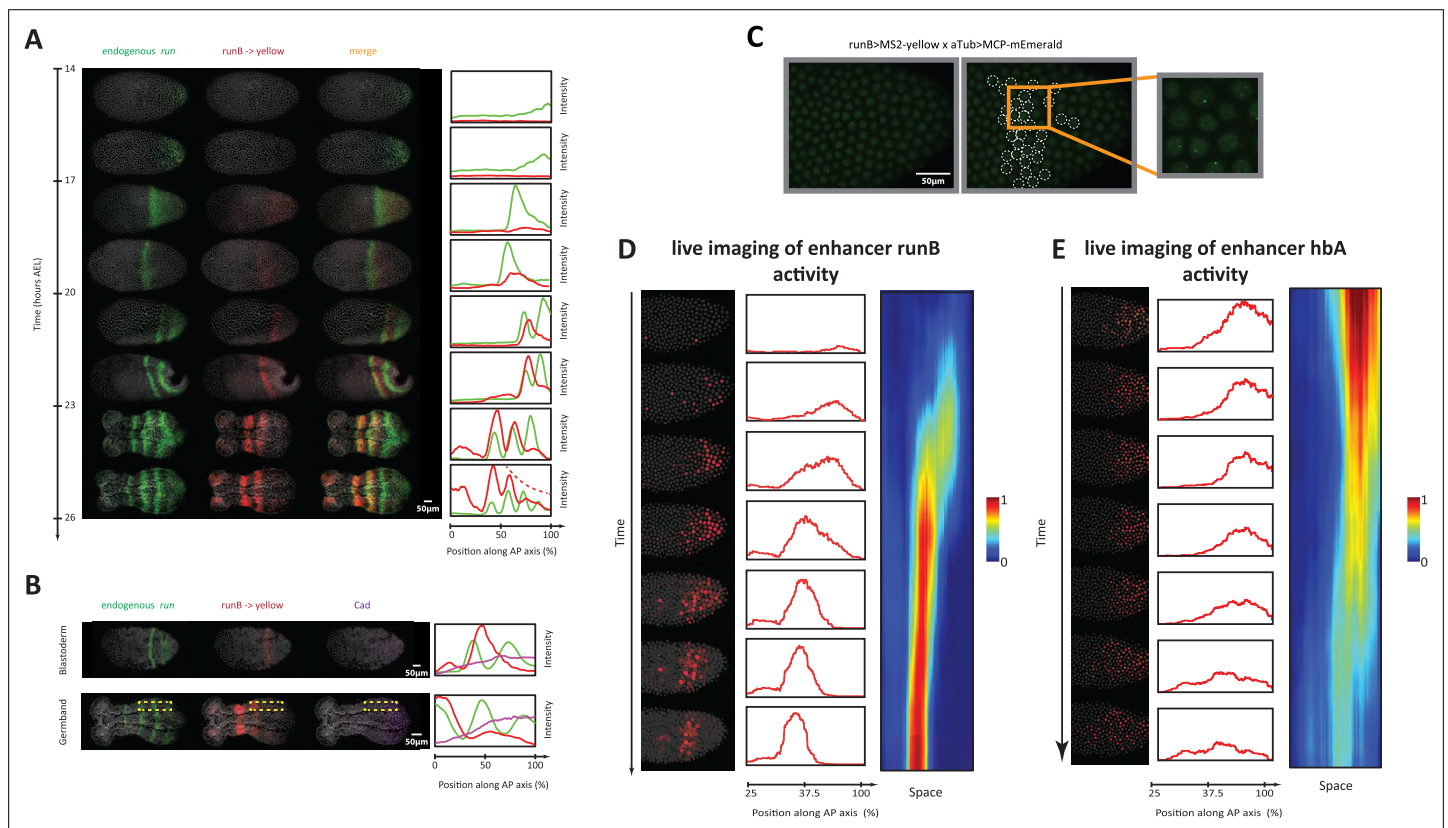 A
endogenous run
runB -> yellow
merge
Time (hours AEL)
14
17
20
23
26
50µm
Intensity
Intensity
Intensity
Intensity
Intensity
Intensity
Intensity
Intensity
0
50
100
Position along AP axis (%)
B
endogenous run
runB -> yellow
Cad
Blastoderm
50µm
Intensity
Germband
50µm
Intensity
0
50
100
Position along AP axis (%)
C
runB>MS2-yellow x aTub>MCP-mEmerald
50µm
D
live imaging of enhancer runB
activity
Time
1
0
25
37.5
100
Position along AP axis (%)
Space
E
live imaging of enhancer hbA
activity
Time
1
0
25
37.5
100
Position along AP axis (%)
Space